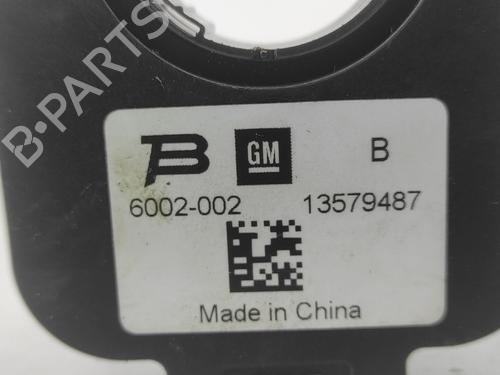 B-PARTS
B GM B
6002-002 13579487
Made in China